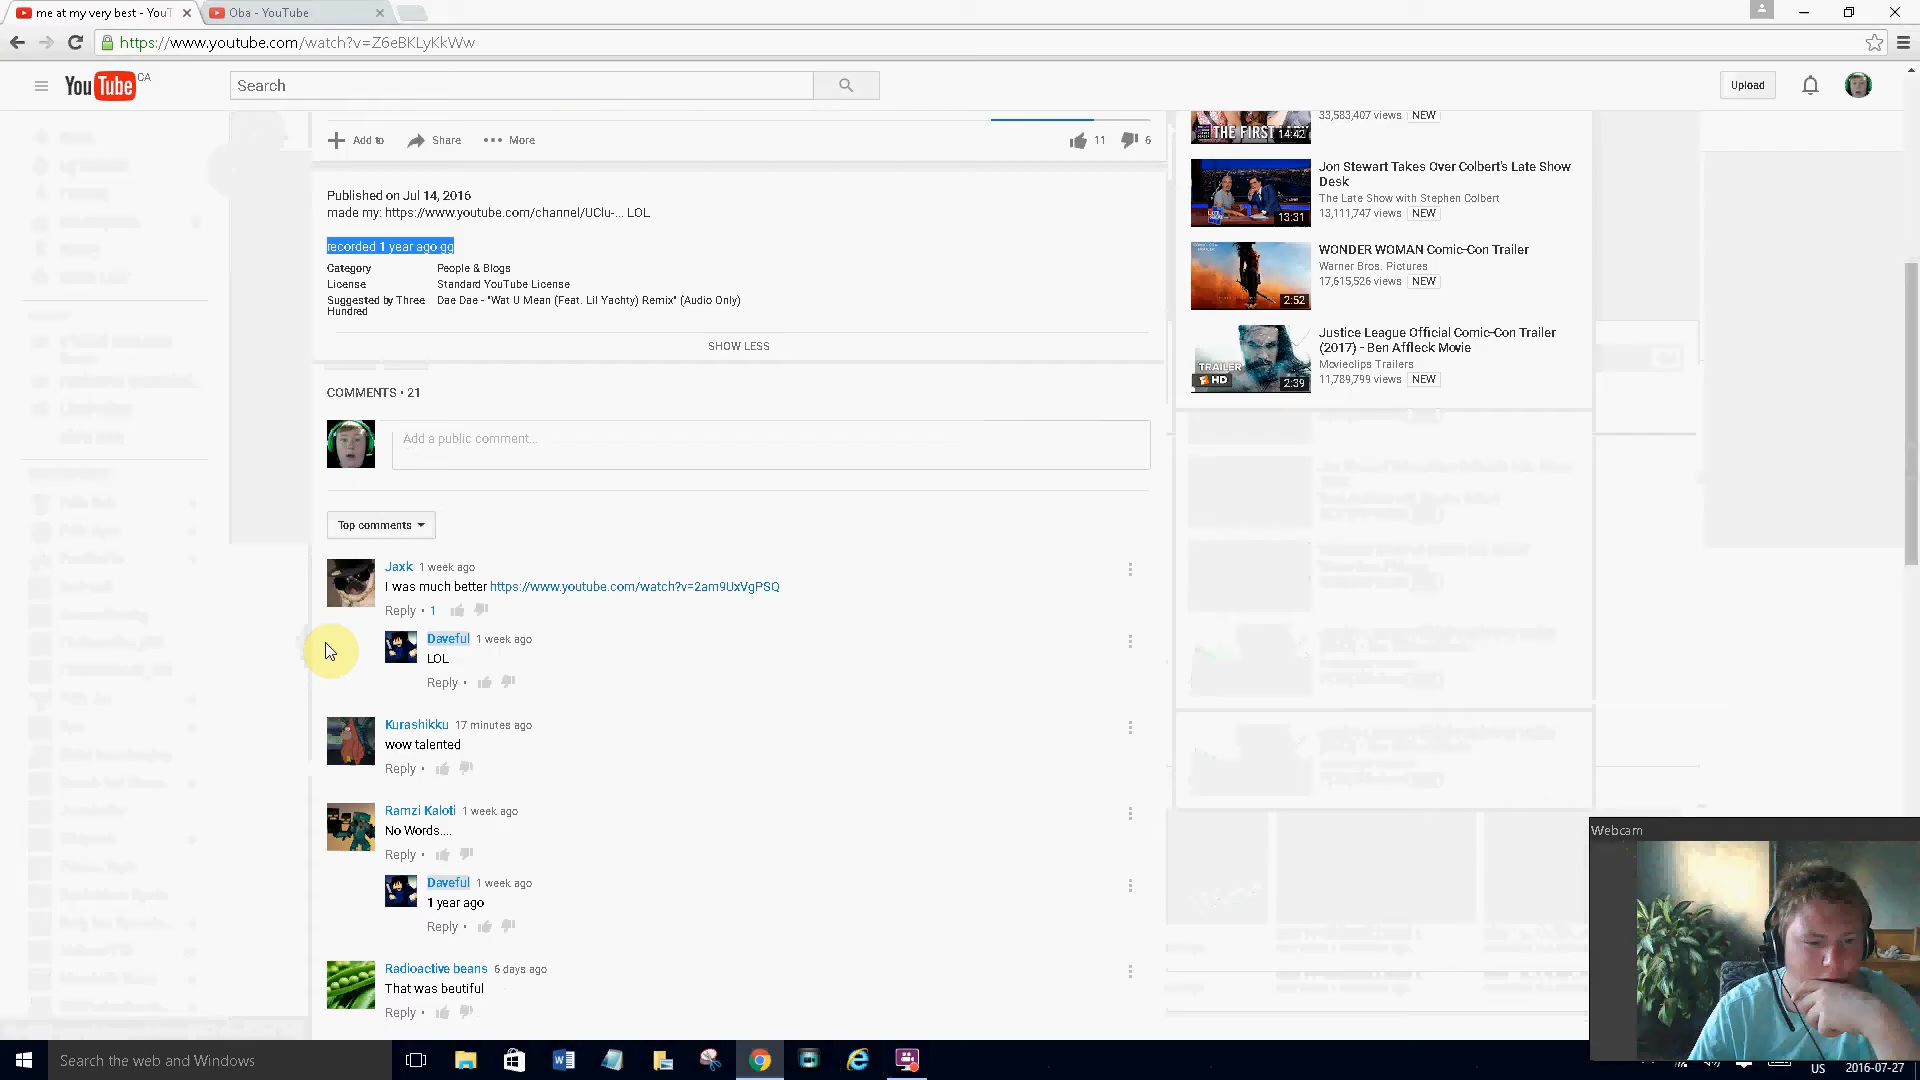 me at my very best - YouT
Oba - YouTube
https://www.youtube.com/watch?v=Z6eBKLyKkWw
YouTube CA
Search
Upload
Add to
Share
More
11
6
Published on Jul 14, 2016
made my: https://www.youtube.com/channel/UClu-... LOL
recorded 1 year ago gg
Category People & Blogs
License Standard YouTube License
Suggested by Three Hundred Dae Dae - "Wat U Mean (Feat. Lil Yachty) Remix" (Audio Only)
SHOW LESS
COMMENTS • 21
Add a public comment...
Top comments
Jaxk 1 week ago
I was much better https://www.youtube.com/watch?v=2am9UxVgPSQ
Reply • 1
Daveful 1 week ago
LOL
Reply •
Kurashikku 17 minutes ago
wow talented
Reply •
Ramzi Kaloti 1 week ago
No Words....
Reply •
Daveful 1 week ago
1 year ago
Reply •
Radioactive beans 6 days ago
That was beutiful
Reply •
33,583,407 views NEW
THE FIRST
14:42
Jon Stewart Takes Over Colbert's Late Show
Desk
The Late Show with Stephen Colbert
13,111,747 views NEW
13:31
WONDER WOMAN Comic-Con Trailer
Warner Bros. Pictures
17,615,526 views NEW
2:52
Justice League Official Comic-Con Trailer
(2017) - Ben Affleck Movie
Movieclips Trailers
11,789,799 views NEW
TRAILER
HD
2:39
Webcam
Search the web and Windows
US
2016-07-27